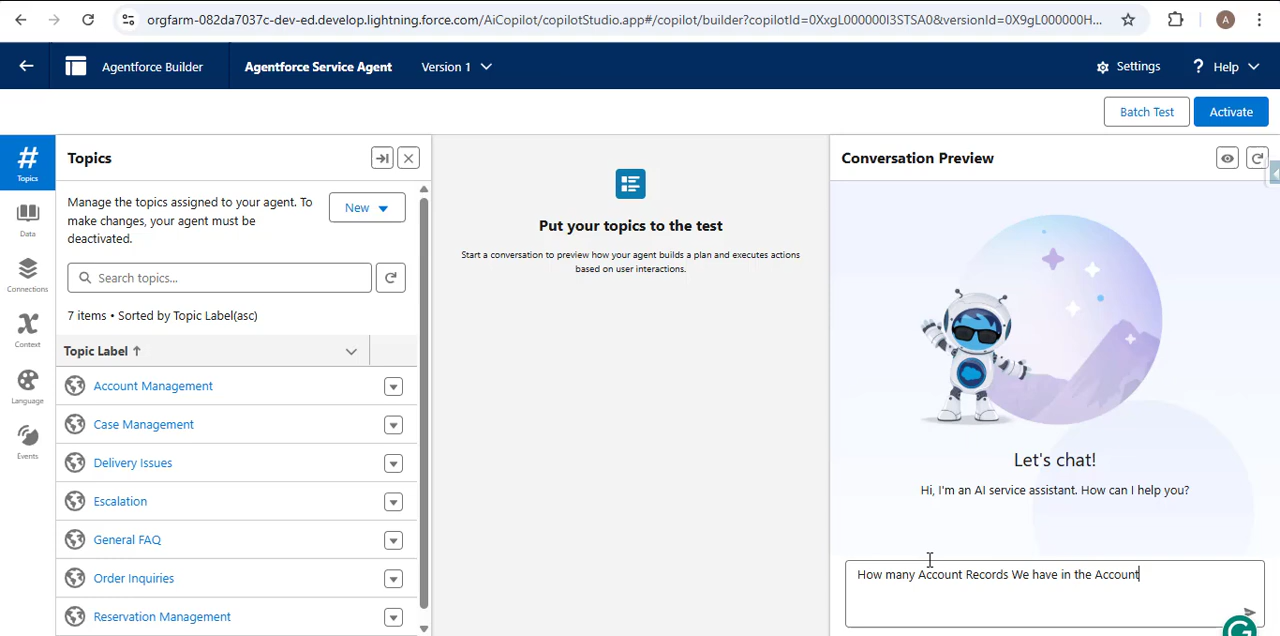 orgfarm-082da7037c-dev-ed.develop.lightning.force.com/AiCopilot/copilotStudio.app#/copilot/builder?copilotId=0XxgL000000I3STSA0&versionId=0X9gL000000H...
A
Agentforce Builder
Agentforce Service Agent
Version 1
Settings
? Help
Batch Test
Activate
#
Topics
Data
Connections
Context
Language
Events
Topics
Manage the topics assigned to your agent. To
make changes, your agent must be
deactivated.
New
Search topics...
7 items • Sorted by Topic Label(asc)
Topic Label ↑
Account Management
Case Management
Delivery Issues
Escalation
General FAQ
Order Inquiries
Reservation Management
Put your topics to the test
Start a conversation to preview how your agent builds a plan and executes actions
based on user interactions.
Conversation Preview
Let's chat!
Hi, I'm an AI service assistant. How can I help you?
How many Account Records We have in the Account